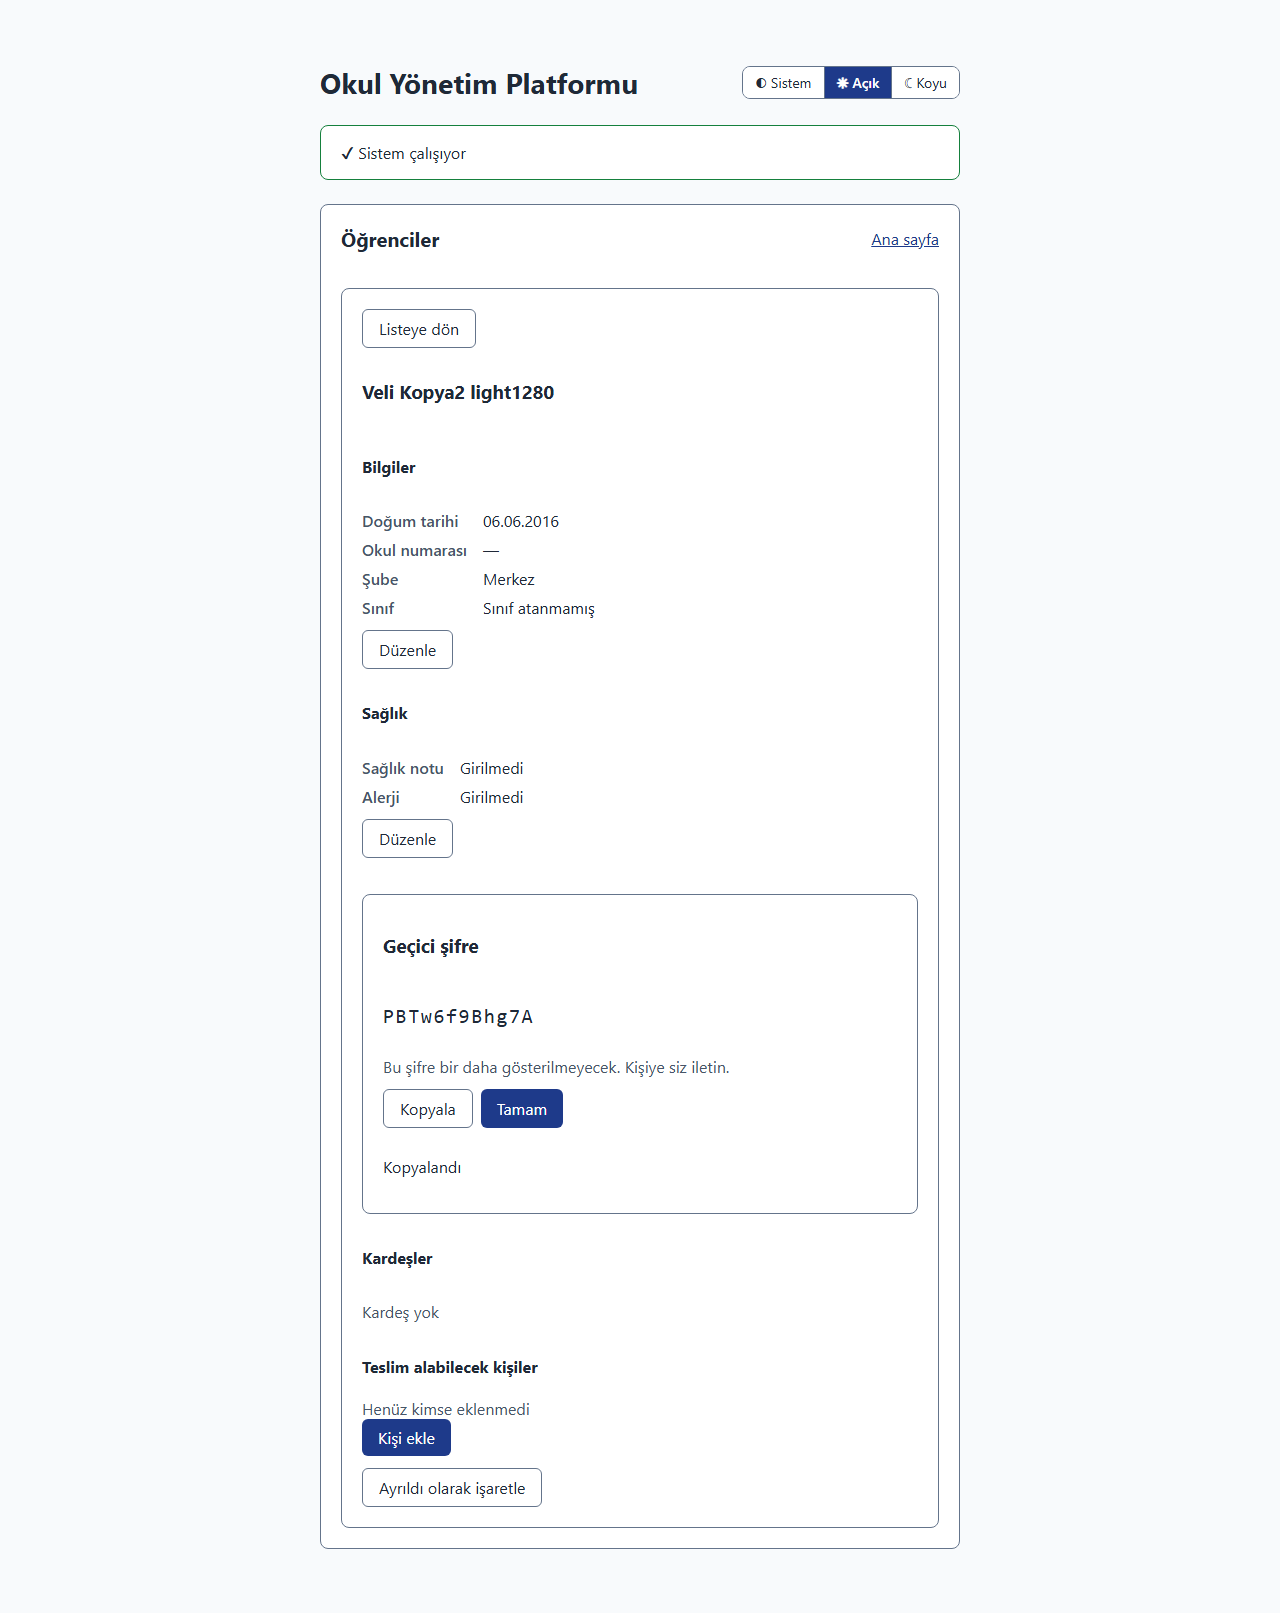 Okul Yönetim Platformu
Sistem
Açık
Koyu
✓ Sistem çalışıyor
Öğrenciler
Ana sayfa
Listeye dön
Veli Kopya2 light1280
Bilgiler
Doğum tarihi 06.06.2016
Okul numarası —
Şube Merkez
Sınıf Sınıf atanmamış
Düzenle
Sağlık
Sağlık notu Girilmedi
Alerji Girilmedi
Düzenle
Geçici şifre
PBTw6f9Bhg7A
Bu şifre bir daha gösterilmeyecek. Kişiye siz iletin.
Kopyala
Tamam
Kopyalandı
Kardeşler
Kardeş yok
Teslim alabilecek kişiler
Henüz kimse eklenmedi
Kişi ekle
Ayrıldı olarak işaretle